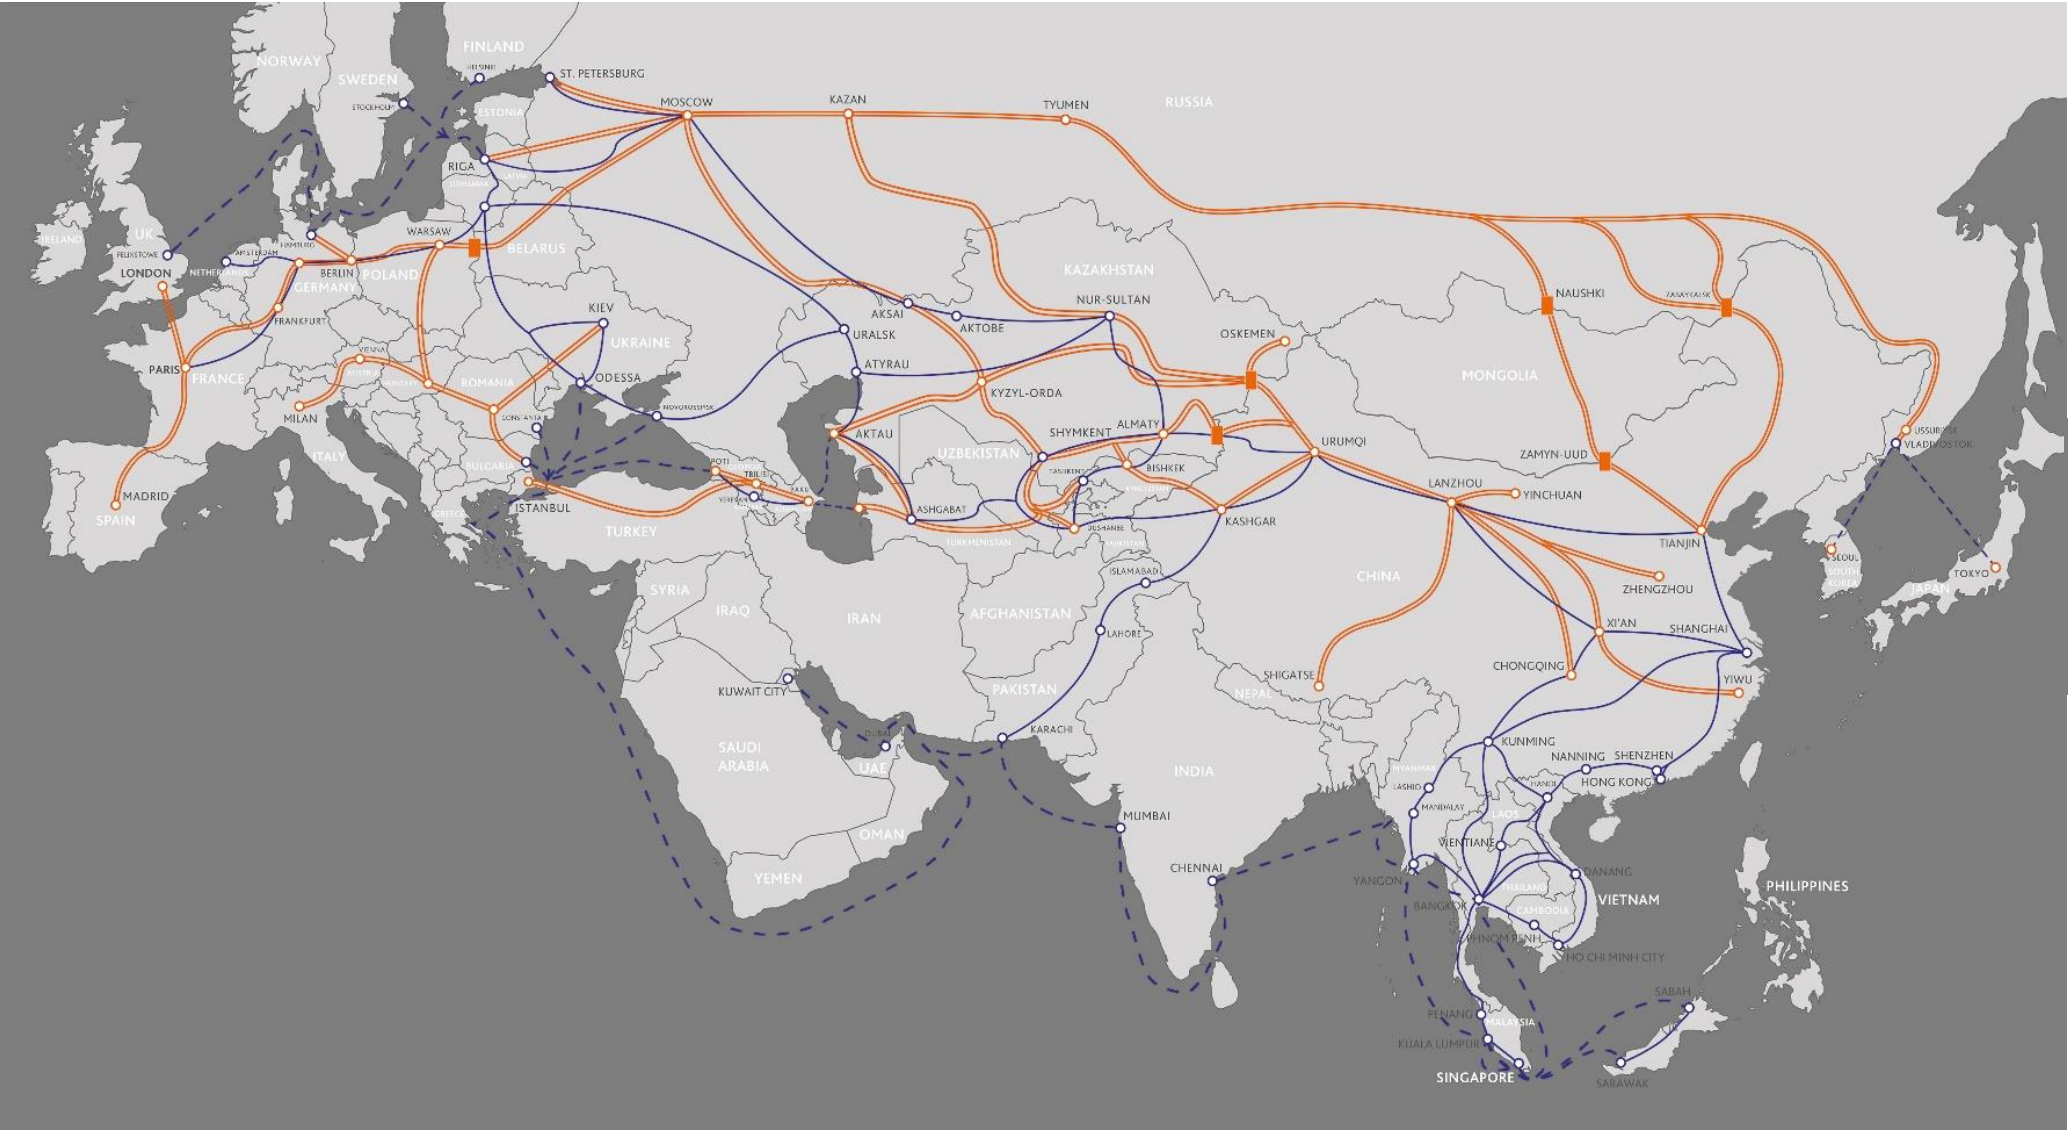 FINLAND
HELSINKI
NORWAY
SWEDEN
STOCKHOLM
ESTONIA
ST. PETERSBURG
MOSCOW
KAZAN
TYUMEN
RUSSIA
RIGA
LATVIA
LITHUANIA
IRELAND
UK
FELIXSTOWE
LONDON
NETHERLANDS
AMSTERDAM
HAMBURG
BERLIN
WARSAW
POLAND
GERMANY
BELARUS
FRANKFURT
KIEV
UKRAINE
PARIS
FRANCE
VIENNA
AUSTRIA
HUNGARY
ROMANIA
ODESSA
MILAN
CONSTANTA
NOVOROSSIYSK
ITALY
BULGARIA
MADRID
SPAIN
GREECE
ISTANBUL
TURKEY
POTI
GEORGIA
TBILISI
YEREVAN
BAKU
KAZAKHSTAN
NUR-SULTAN
AKSAI
AKTOBE
URALSK
ATYRAU
OSKEMEN
KYZYL-ORDA
AKTAU
UZBEKISTAN
SHYMKENT
ALMATY
TASHKENT
BISHKEK
KYRGYZSTAN
URUMQI
ASHGABAT
TURKMENISTAN
DUSHANBE
TAJIKISTAN
KASHGAR
NAUSHKI
ZABAYKALSK
MONGOLIA
ZAMYN-UUD
USSURIYSK
VLADIVOSTOK
LANZHOU
YINCHUAN
TIANJIN
SEOUL
SOUTH
KOREA
TOKYO
JAPAN
CHINA
ZHENGZHOU
XI'AN
SHANGHAI
CHONGQING
YIWU
SHIGATSE
NEPAL
SYRIA
IRAQ
IRAN
AFGHANISTAN
ISLAMABAD
LAHORE
PAKISTAN
KUWAIT CITY
DUBAI
KARACHI
SAUDI
ARABIA
UAE
OMAN
YEMEN
INDIA
MUMBAI
CHENNAI
KUNMING
NANNING
SHENZHEN
HONG KONG
MYANMAR
LASHIO
MANDALAY
HANOI
LAOS
VIENTIANE
YANGON
THAILAND
DANANG
VIETNAM
BANGKOK
CAMBODIA
PHNOM PENH
HO CHI MINH CITY
PHILIPPINES
PENANG
MALAYSIA
KUALA LUMPUR
SINGAPORE
SABAH
SARAWAK